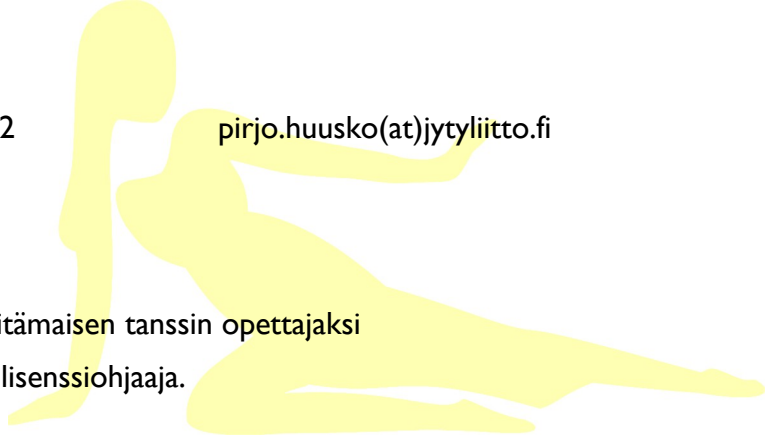 2 pirjo.huusko(at)jytyliitto.fi
itämaisen tanssin opettajaksi
lisenssiohjaaja.